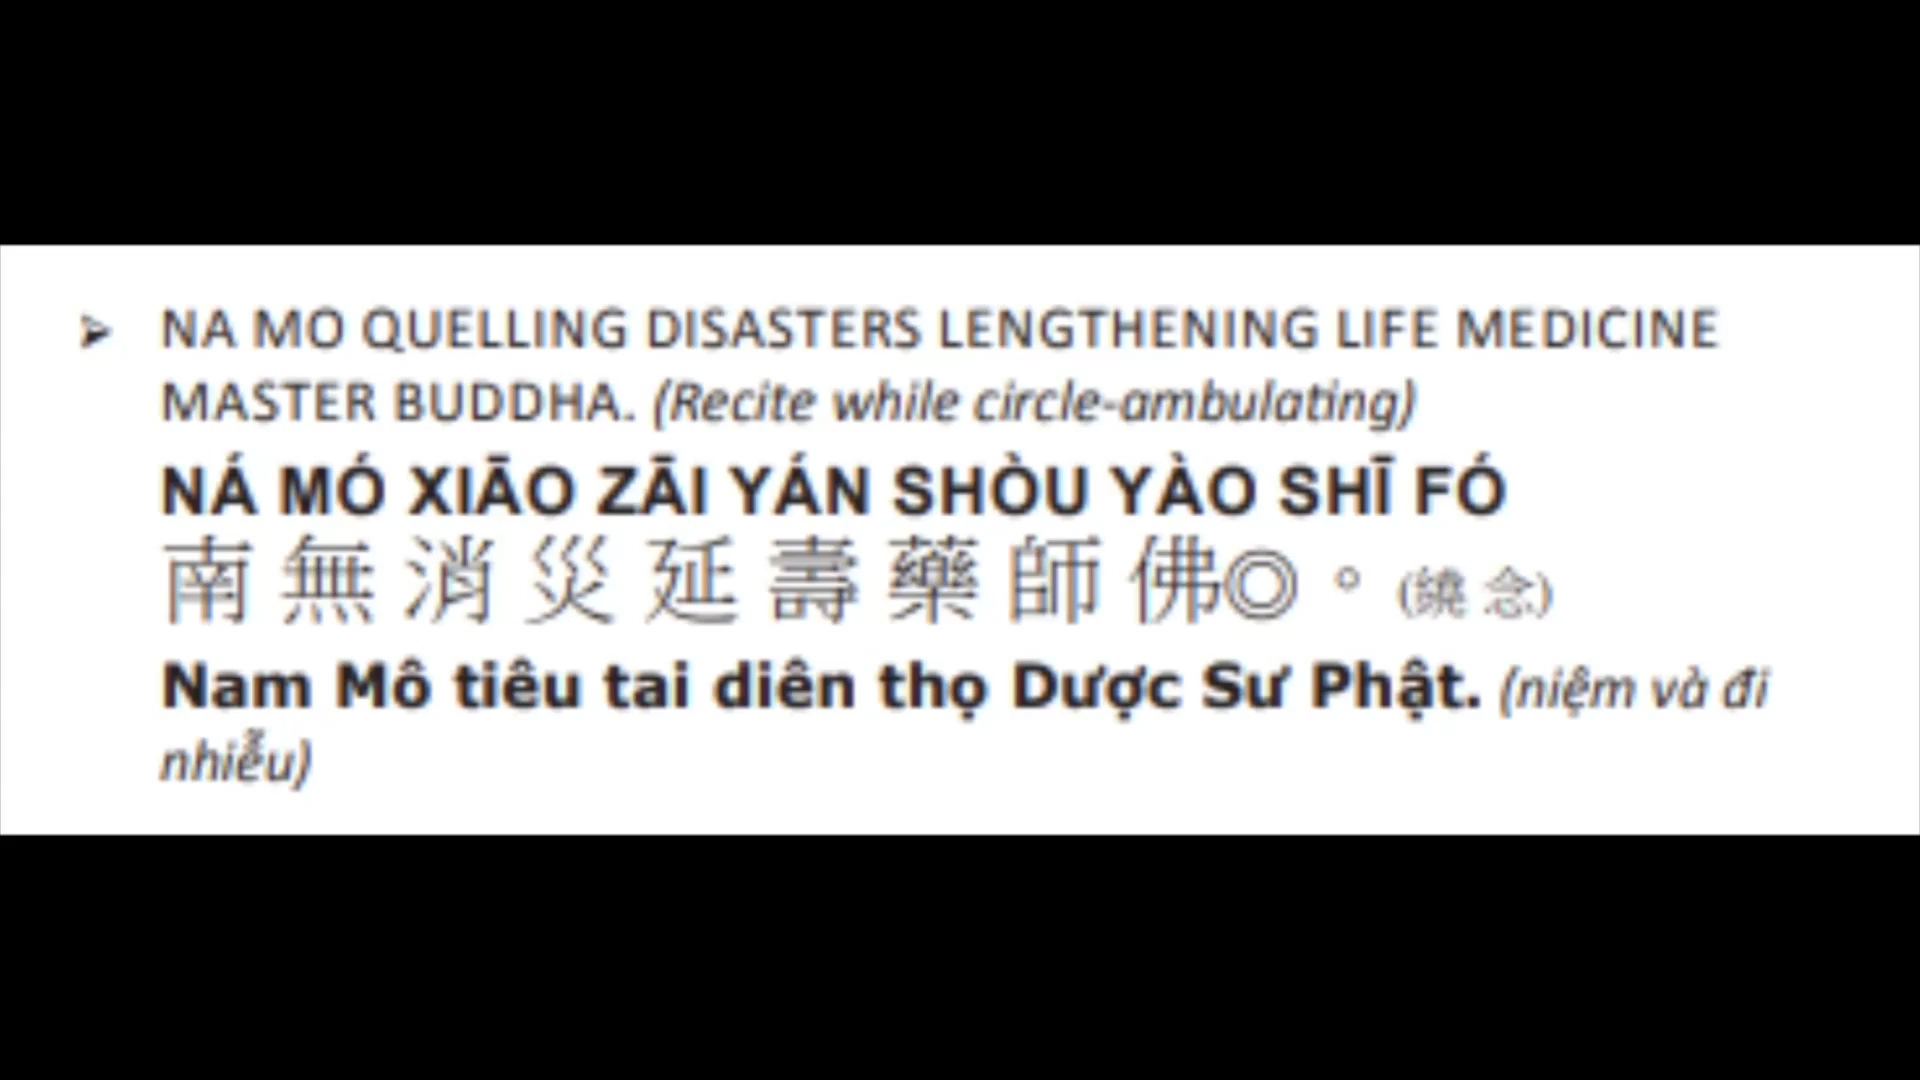 ➢ NA MO QUELLING DISASTERS LENGTHENING LIFE MEDICINE
MASTER BUDDHA. (Recite while circle-ambulating)
NÁ MÓ XIĀO ZĀI YÁN SHÒU YÀO SHĪ FÓ
南 無 消 災 延 壽 藥 師 佛◎。(繞 念)
Nam Mô tiêu tai diên thọ Dược Sư Phật. (niệm và đi
nhiễu)